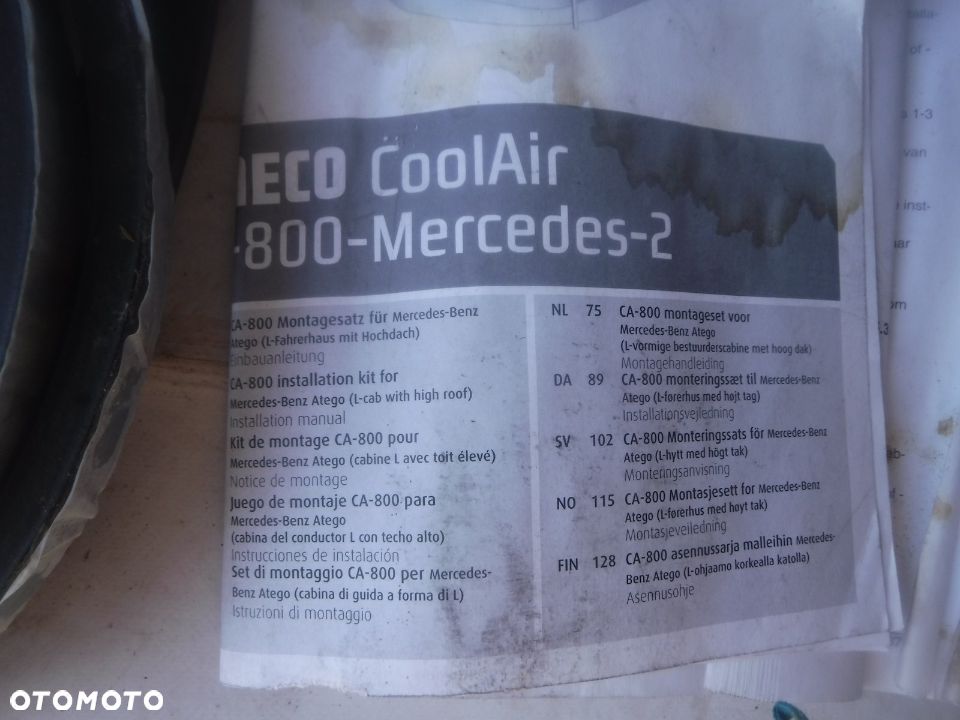 NECO CoolAir
-800-Mercedes-2
CA-800 Montagesatz für Mercedes-Benz
Atego (L-Fahrerhaus mit Hochdach)
Einbauanleitung
CA-800 installation kit for
Mercedes-Benz Atego (L-cab with high roof)
Installation manual
Kit de montage CA-800 pour
Mercedes-Benz Atego (cabine L avec toit élevé)
Notice de montage
Juego de montaje CA-800 para
Mercedes-Benz Atego
(cabina del conductor L con techo alto)
Instrucciones de instalación
Set di montaggio CA-800 per Mercedes-
Benz Atego (cabina di guida a forma di L)
Istruzioni di montaggio
NL 75 CA-800 montageset voor
Mercedes-Benz Atego
(L-vormige bestuurderscabine met hoog dak)
Montagehandleiding
DA 89 CA-800 monteringssæt til Mercedes-Benz
Atego (L-førerhus med højt tag)
Installationsvejledning
SV 102 CA-800 Monteringssats för Mercedes-Benz
Atego (L-hytt med högt tak)
Monteringsanvisning
NO 115 CA-800 Montasjesett for Mercedes-Benz
Atego (L-førerhus med høyt tak)
Montasjeveiledning
FIN 128 CA-800 asennussarja malleihin Mercedes-
Benz Atego (L-ohjaamo korkealla katolla)
Asennusohje
of -
1-3
van
inst-
OTOMOTO